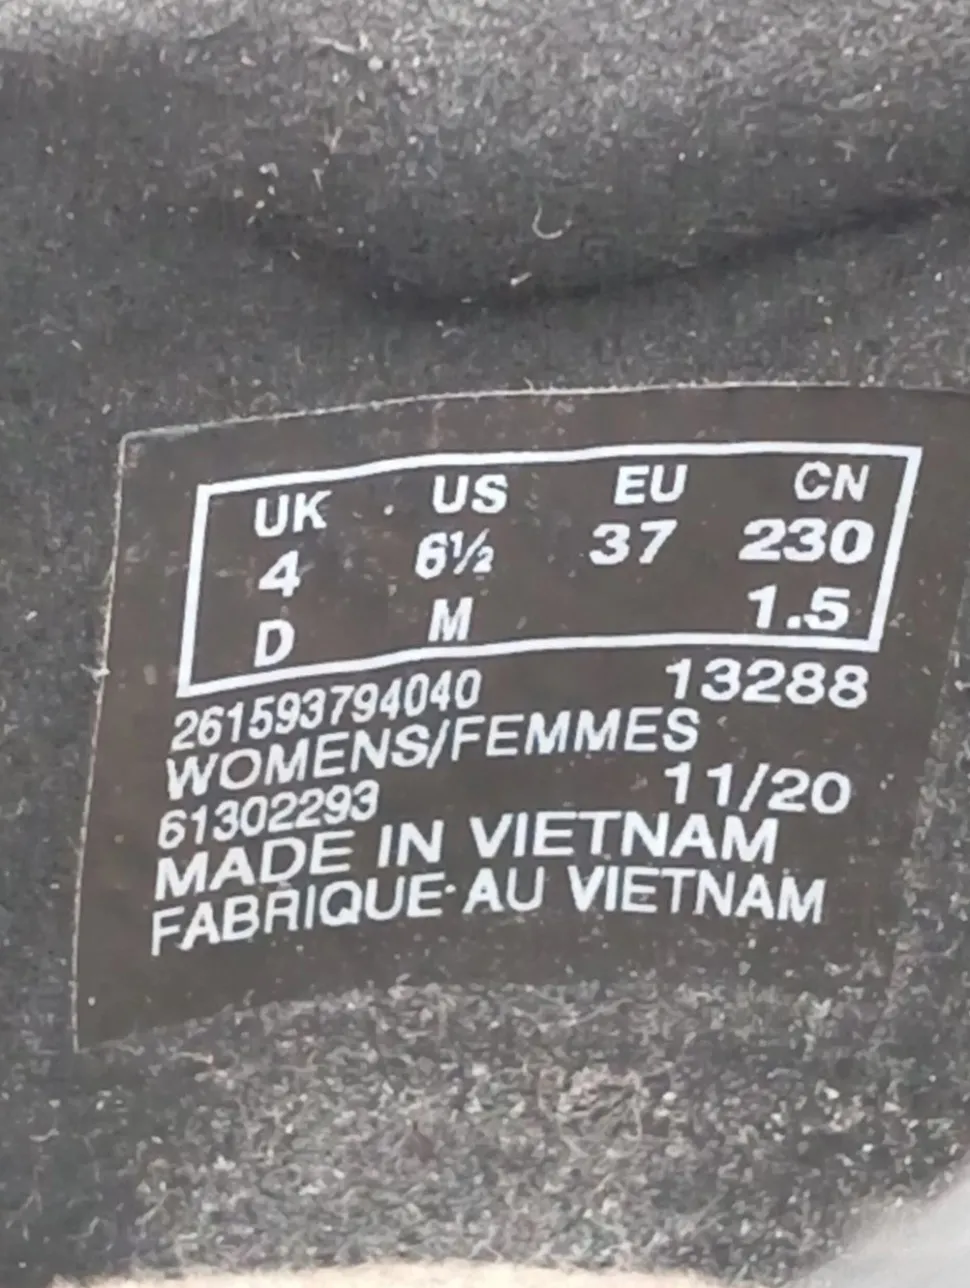 UK US EU CN
4 6½ 37 230
D M 1.5
261593794040 13288
WOMENS/FEMMES
61302293 11/20
MADE IN VIETNAM
FABRIQUE AU VIETNAM